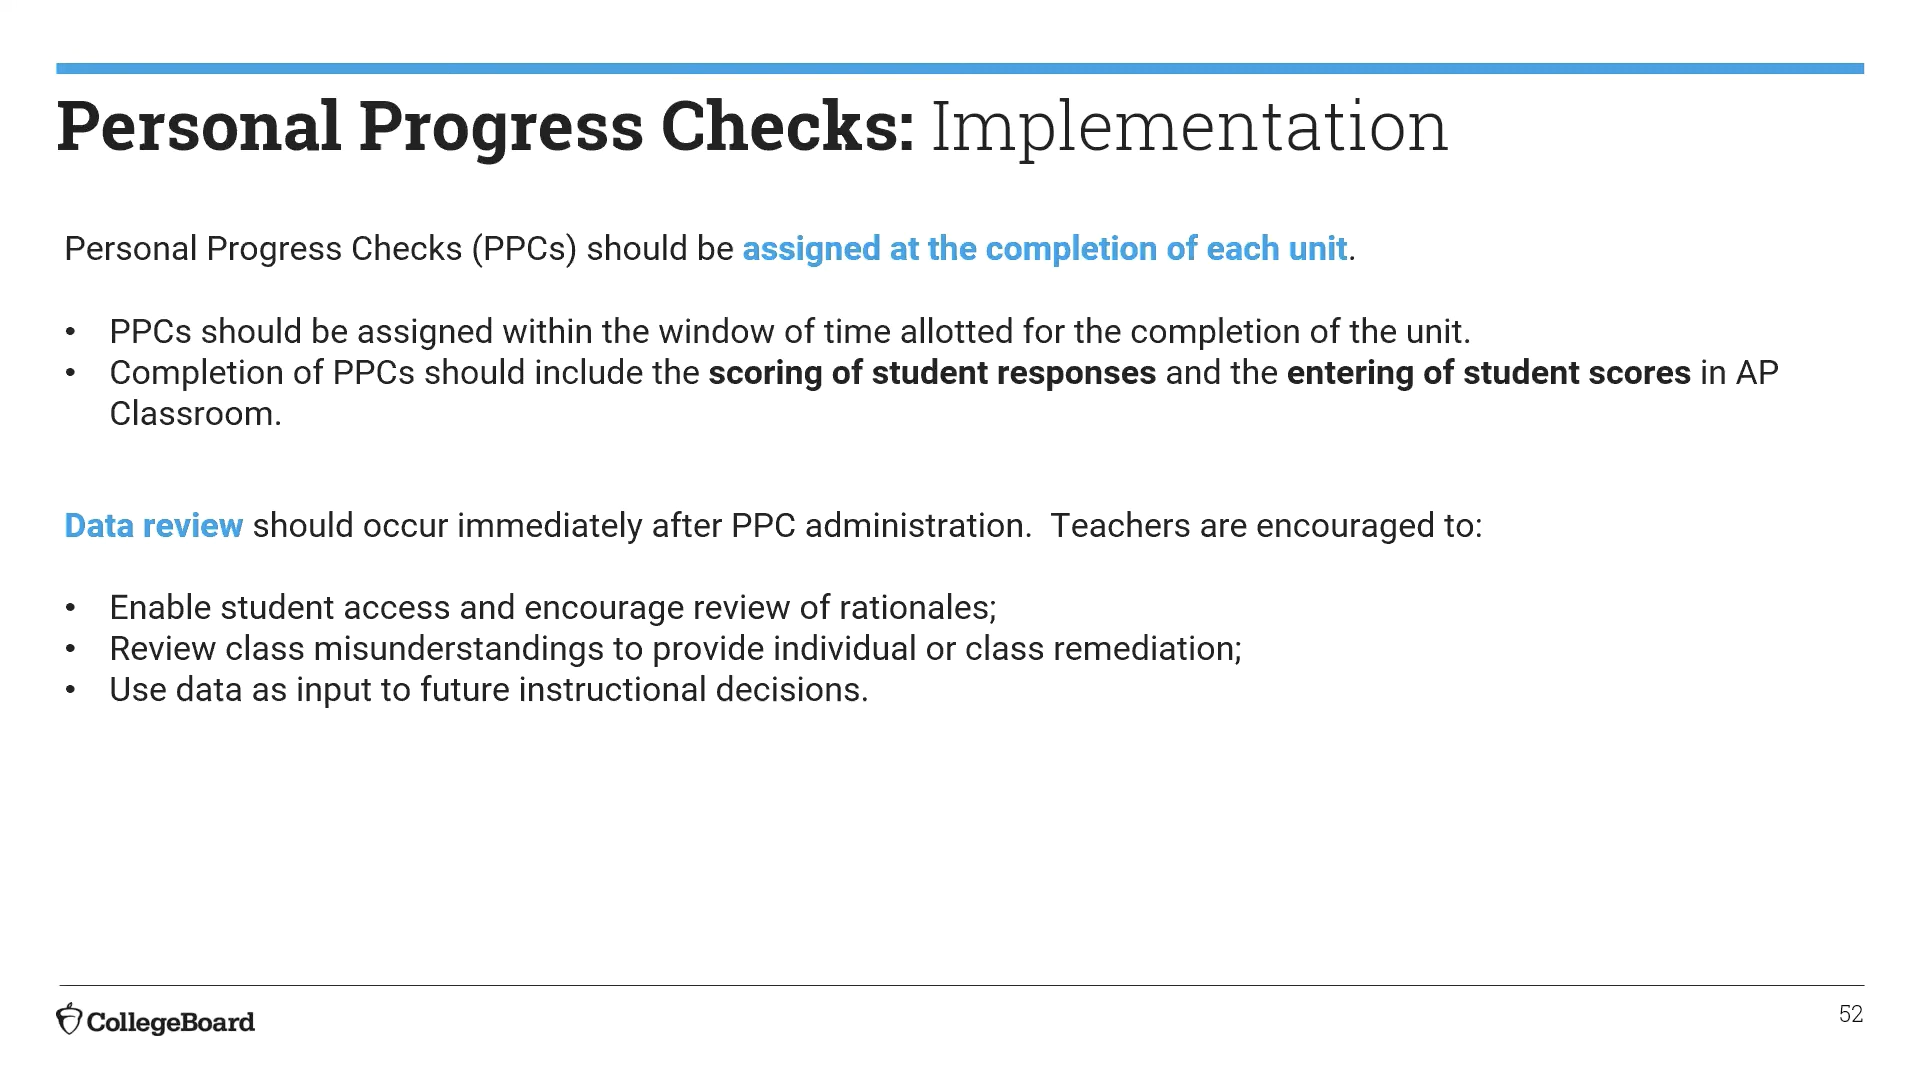 Personal Progress Checks: Implementation
Personal Progress Checks (PPCs) should be assigned at the completion of each unit.
• PPCs should be assigned within the window of time allotted for the completion of the unit.
• Completion of PPCs should include the scoring of student responses and the entering of student scores in AP
Classroom.
Data review should occur immediately after PPC administration.  Teachers are encouraged to:
• Enable student access and encourage review of rationales;
• Review class misunderstandings to provide individual or class remediation;
• Use data as input to future instructional decisions.
CollegeBoard
52